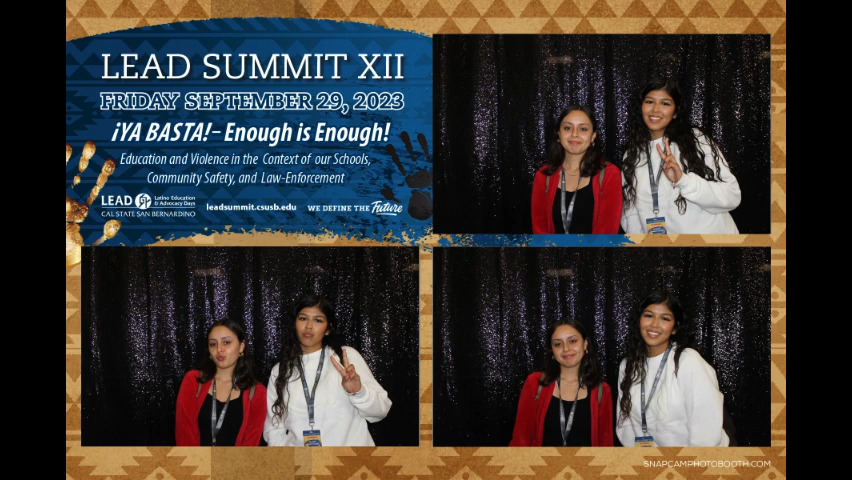 LEAD SUMMIT XII
FRIDAY SEPTEMBER 29, 2023
¡YA BASTA!– Enough is Enough!
Education and Violence in the Context of our Schools,
Community Safety, and Law-Enforcement
LEAD Latino Education
& Advocacy Days
CAL STATE SAN BERNARDINO
leadsummit.csusb.edu
WE DEFINE THE Future
SNAPCAMPHOTOBOOTH.COM